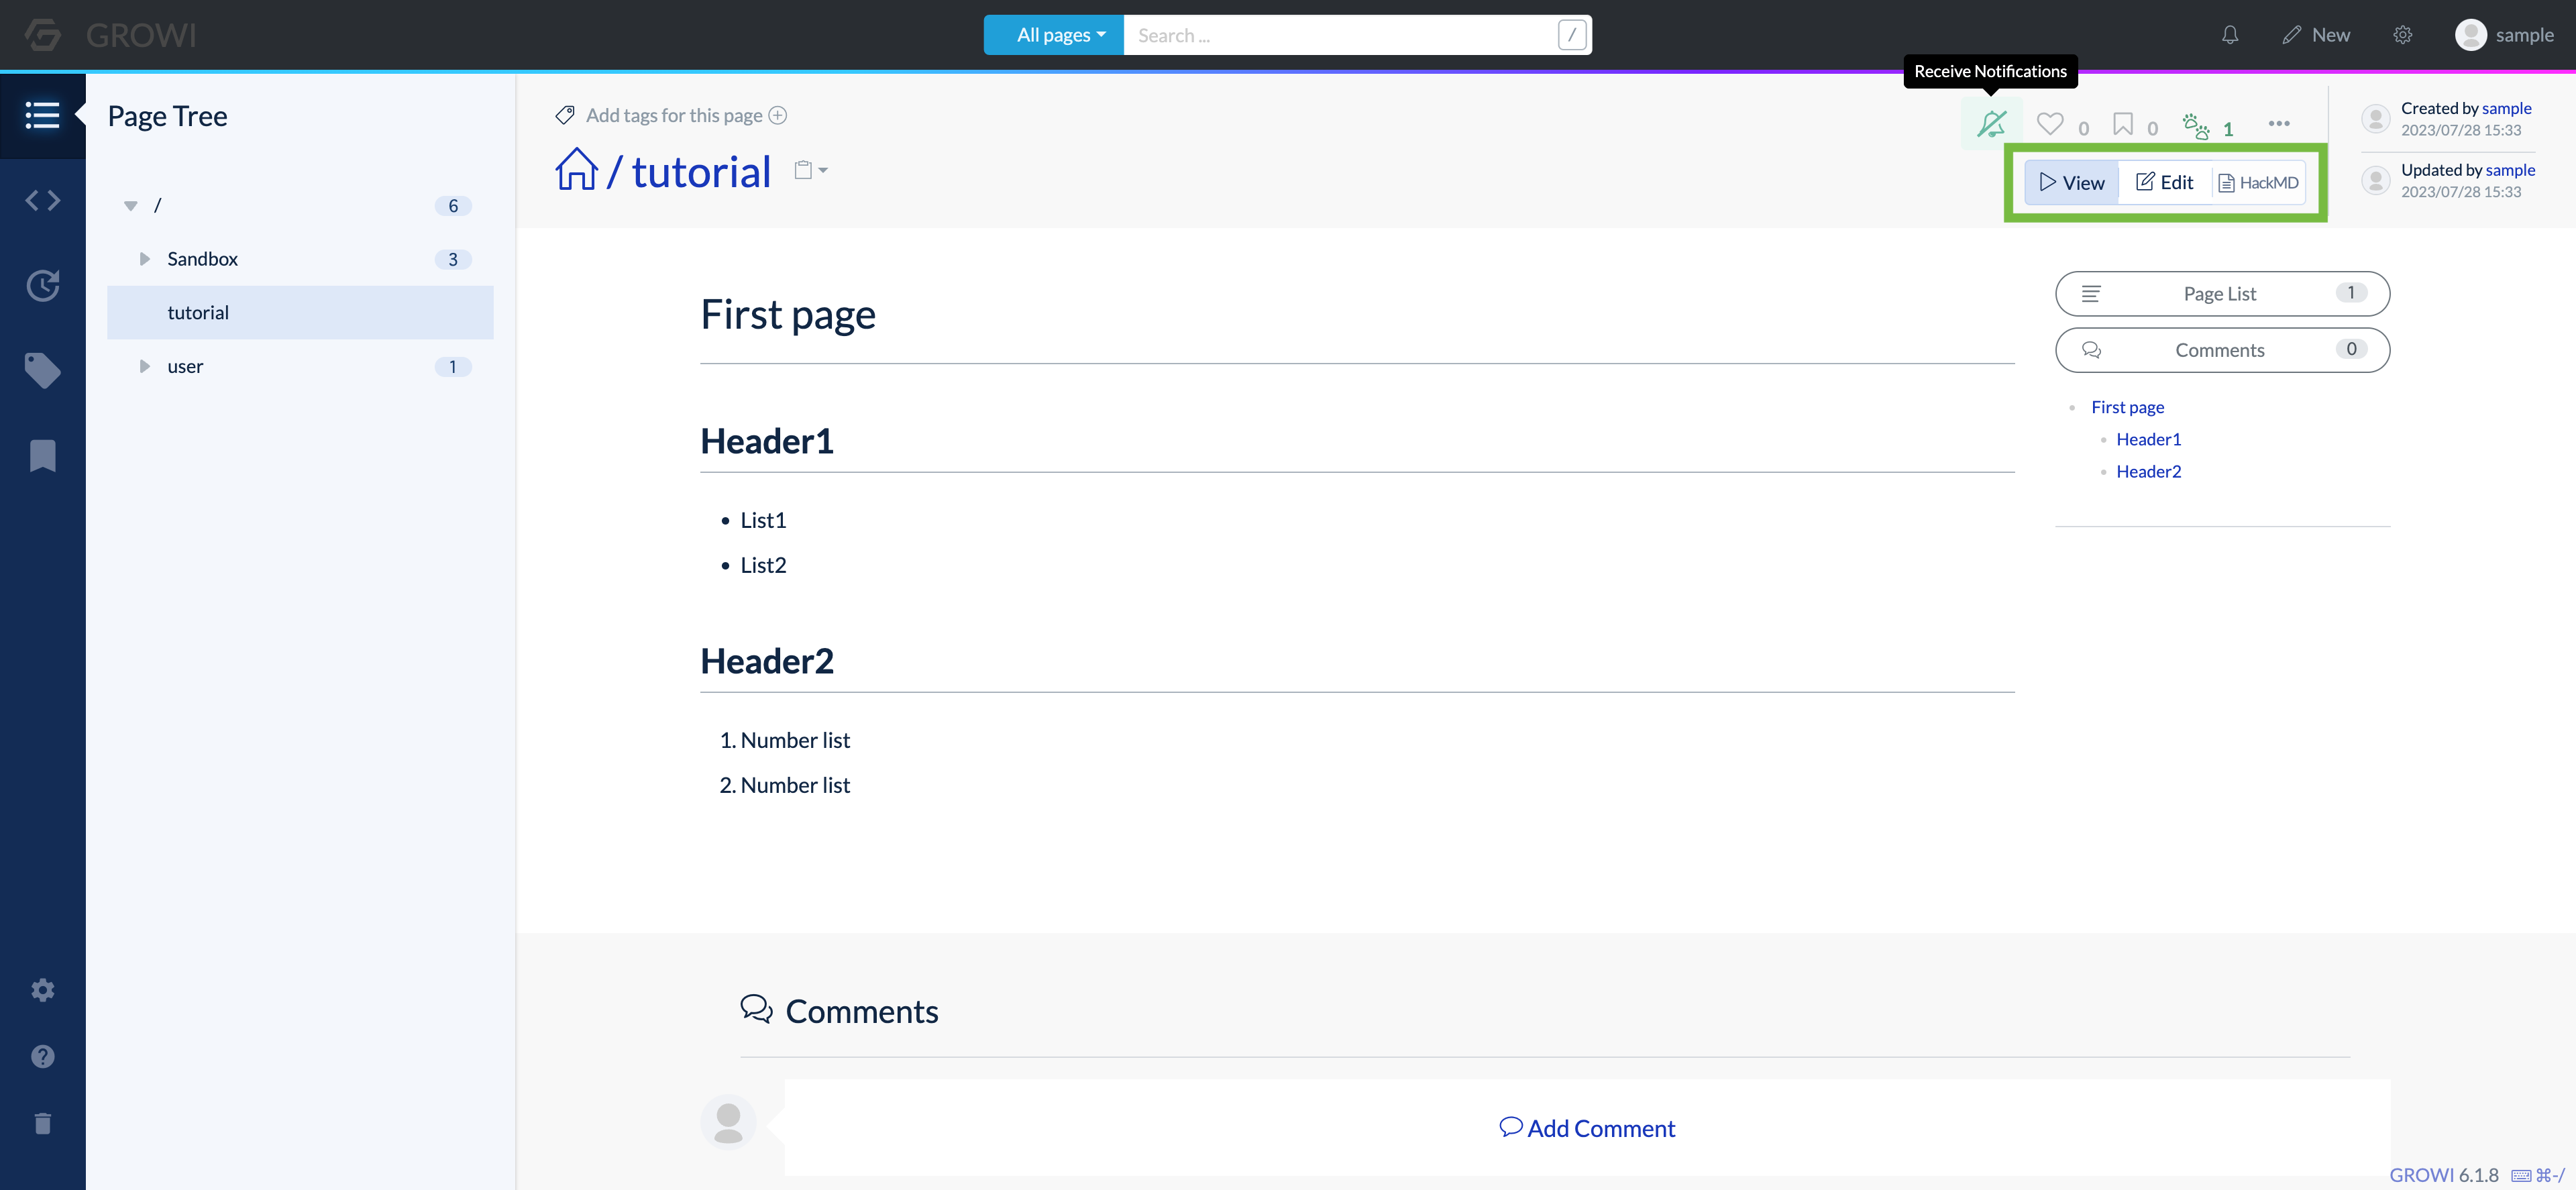 GROWI
All pages
Search ...
/
New
sample
Receive Notifications
Page Tree
/ 6
Sandbox 3
tutorial
user 1
Add tags for this page
/ tutorial
0
0
1
View
Edit
HackMD
Created by sample
2023/07/28 15:33
Updated by sample
2023/07/28 15:33
First page
Header1
• List1
• List2
Header2
1. Number list
2. Number list
Page List 1
Comments 0
First page
Header1
Header2
Comments
Add Comment
GROWI 6.1.8 ⌘-/